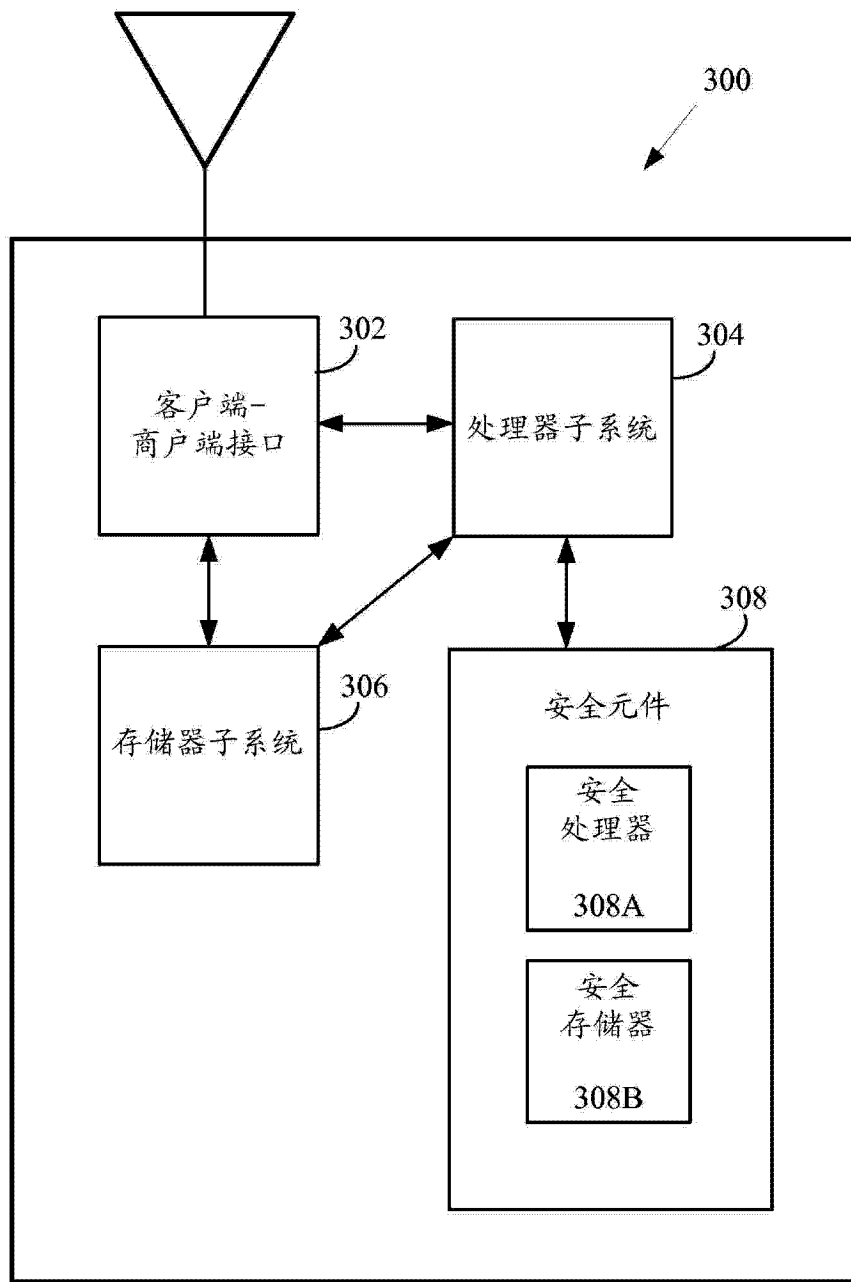 300
302
304
客户端-
商户端接口
处理器子系统
308
306
安全元件
存储器子系统
安全
处理器
308A
安全
存储器
308B